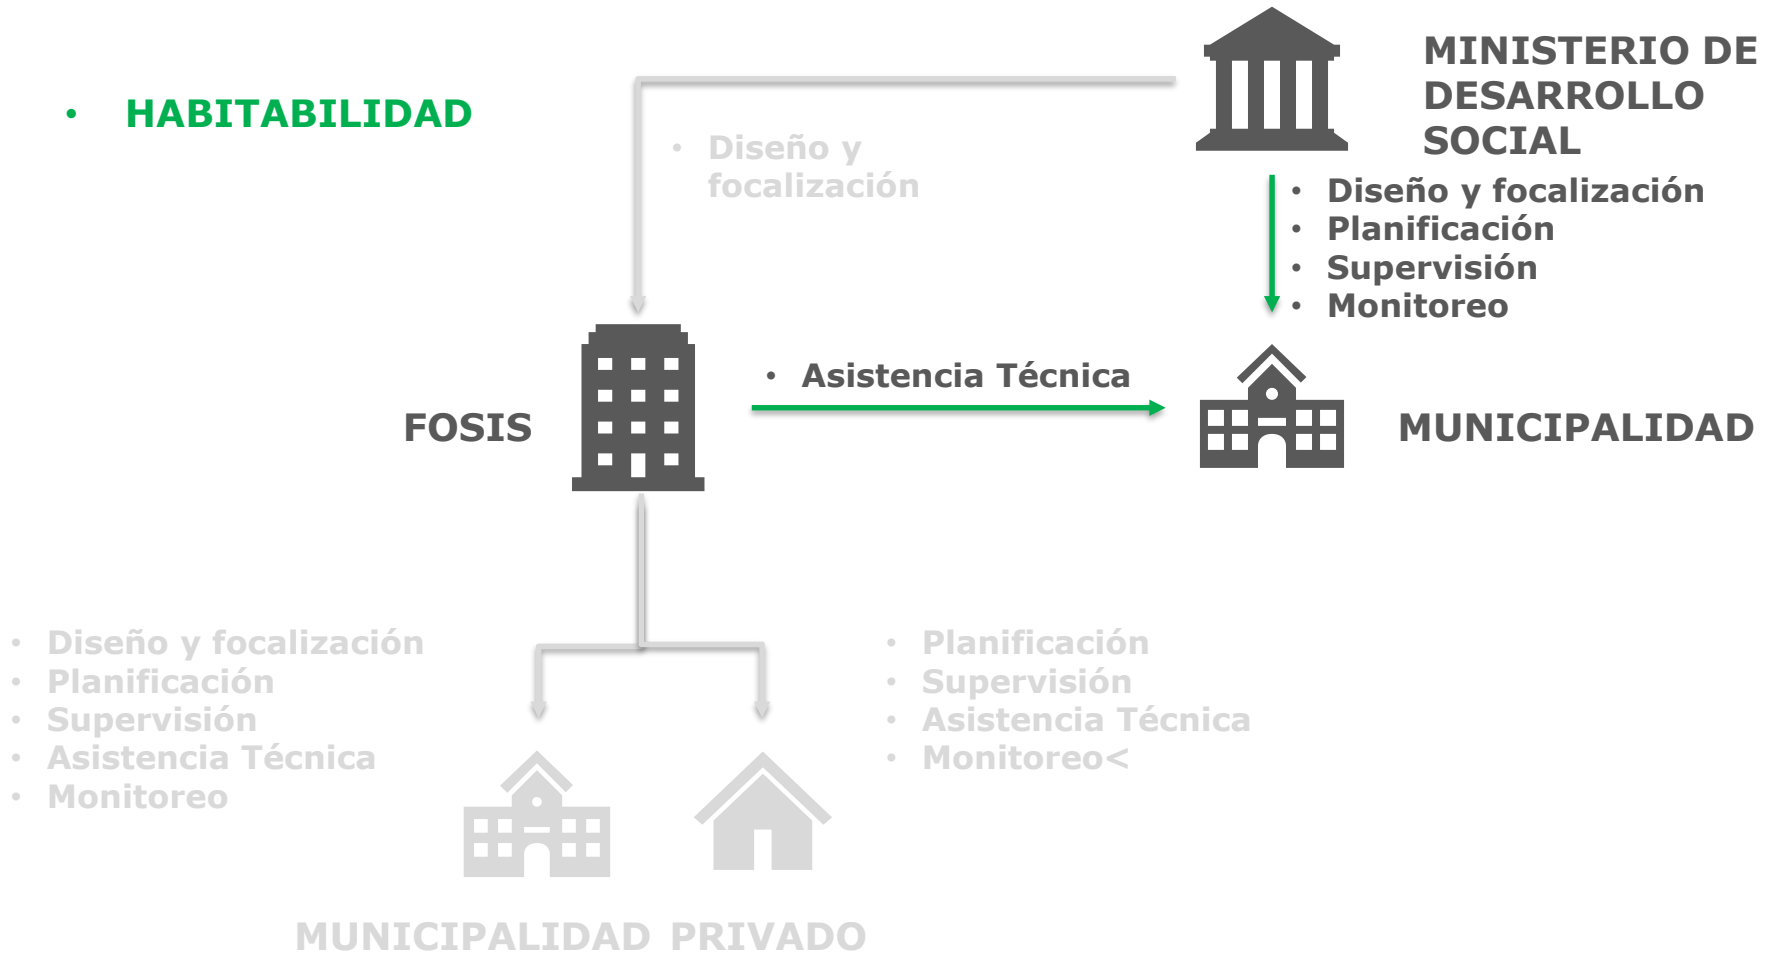 • HABITABILIDAD
MINISTERIO DE
DESARROLLO
SOCIAL
• Diseño y
focalización
• Diseño y focalización
• Planificación
• Supervisión
• Monitoreo
FOSIS
• Asistencia Técnica
MUNICIPALIDAD
• Diseño y focalización
• Planificación
• Supervisión
• Asistencia Técnica
• Monitoreo
• Planificación
• Supervisión
• Asistencia Técnica
• Monitoreo<
MUNICIPALIDAD
PRIVADO